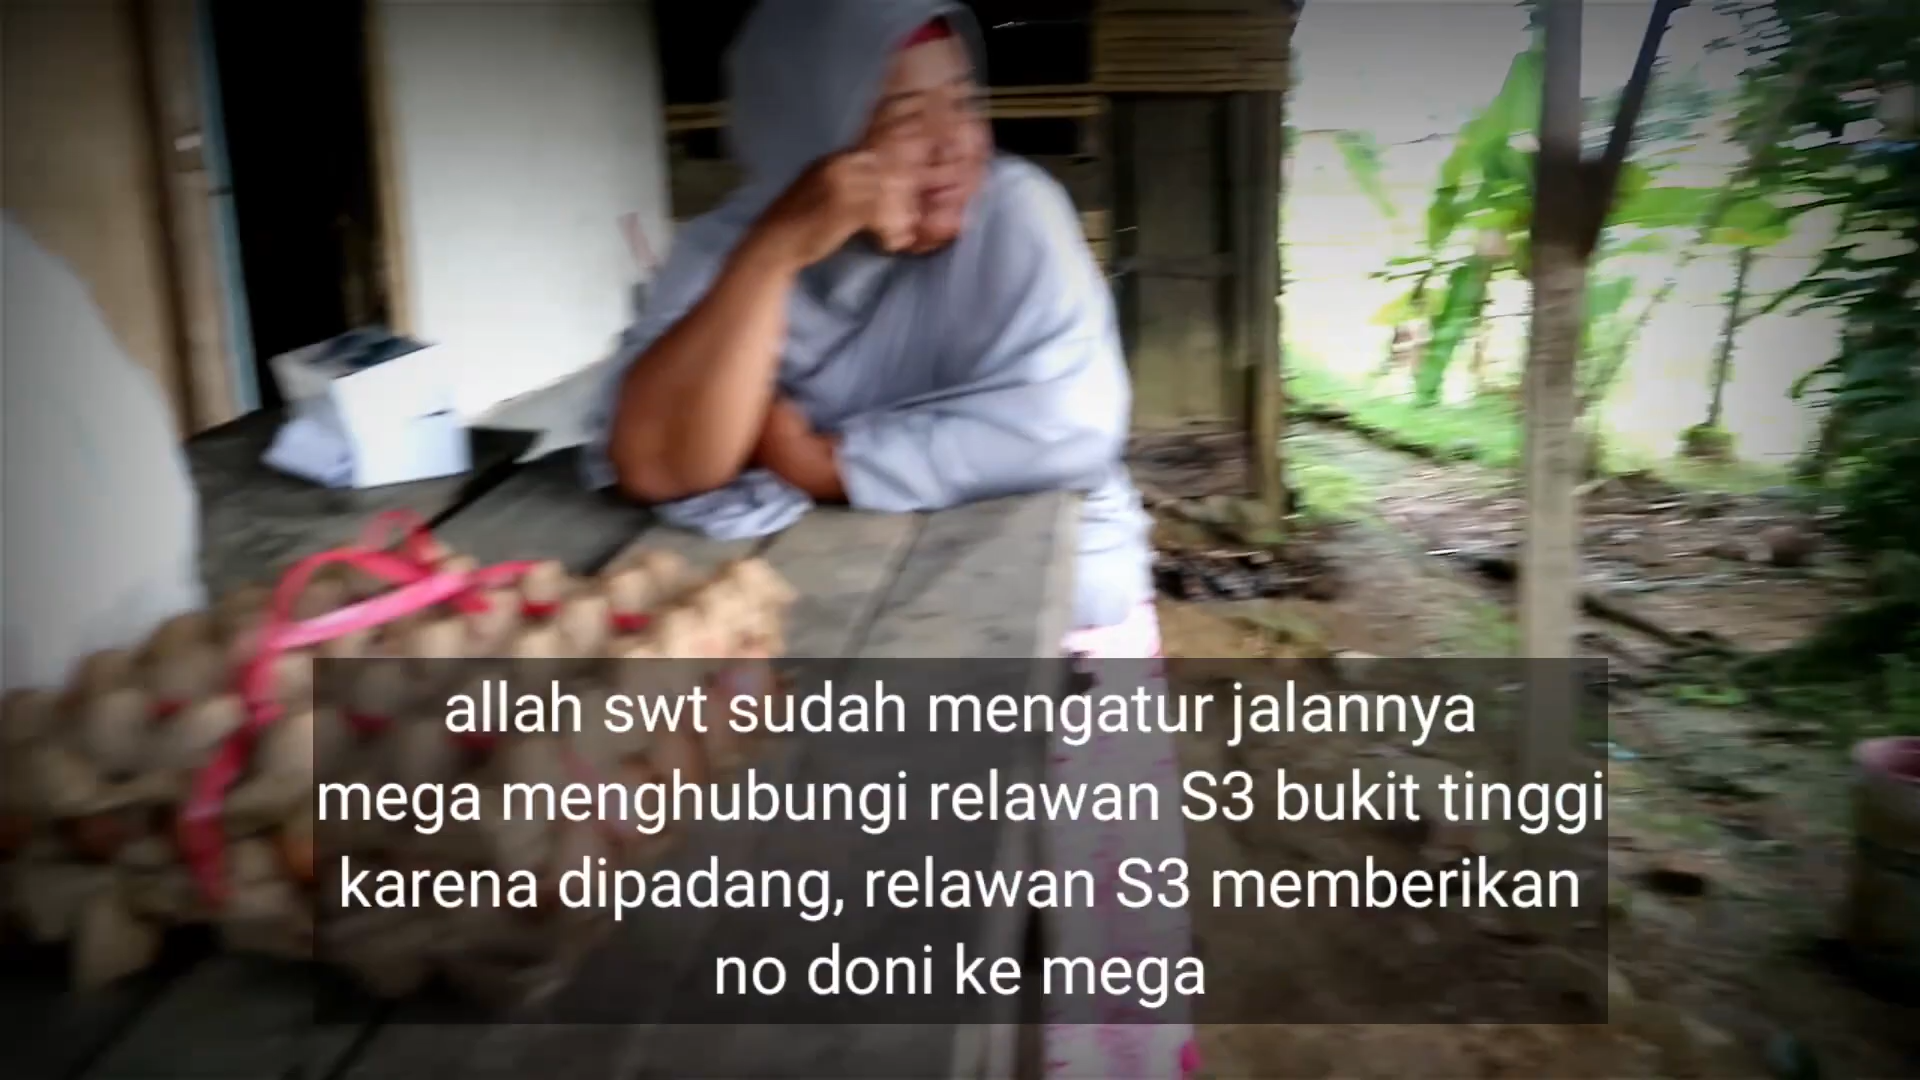 allah swt sudah mengatur jalannya
mega menghubungi relawan S3 bukit tinggi
karena dipadang, relawan S3 memberikan
no doni ke mega